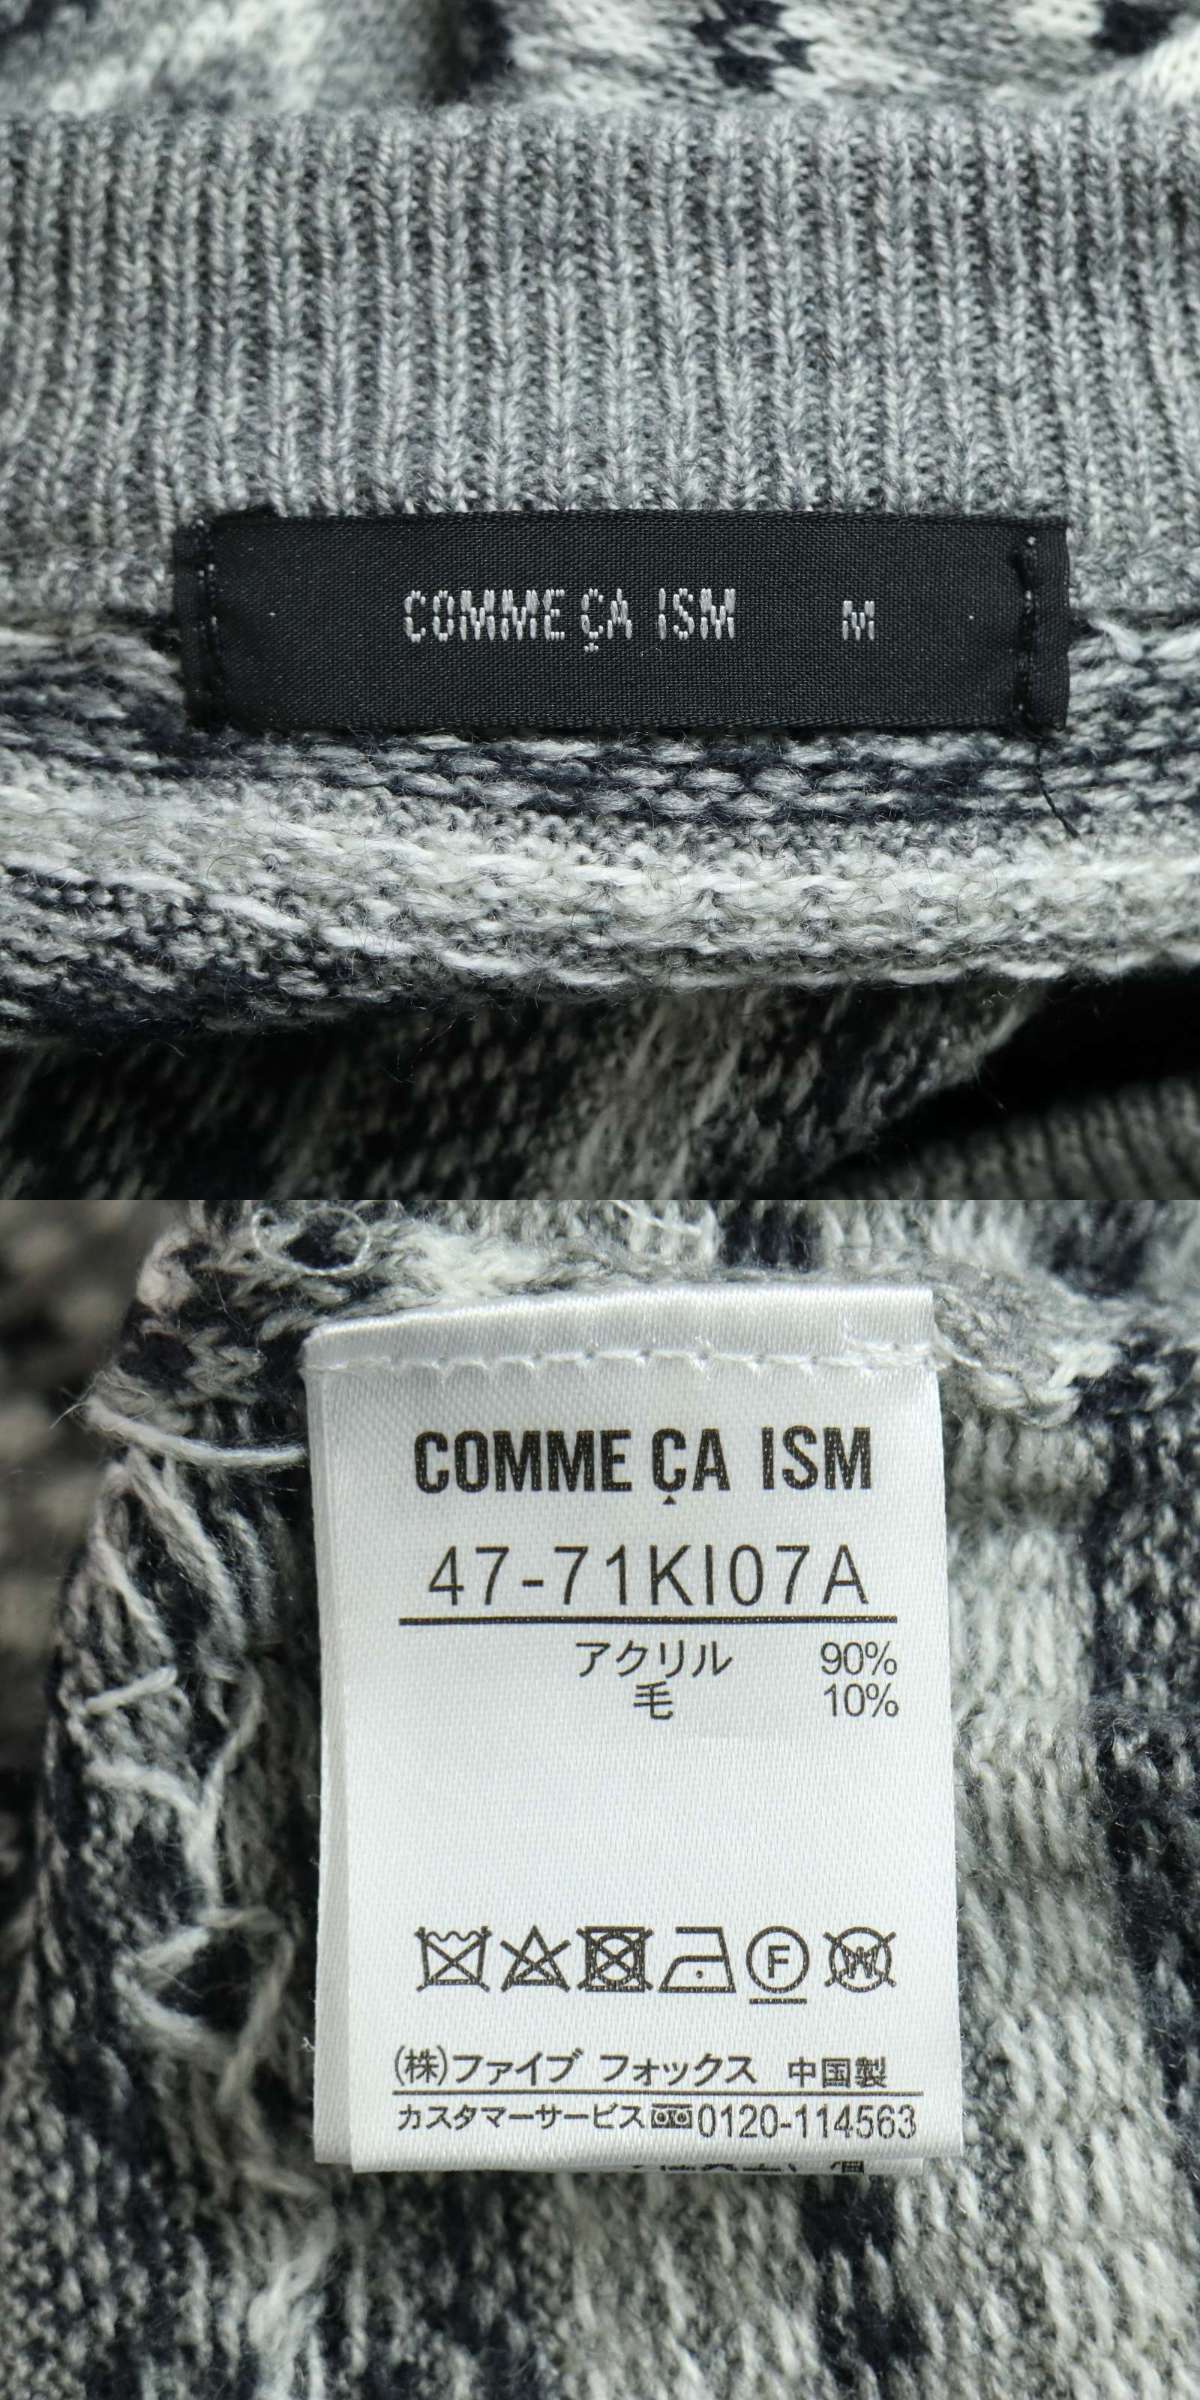 COMME ÇA ISM M
COMME ÇA ISM
47-71KI07A
アクリル 90%
毛 10%
F
W
(株)ファイブ フォックス 中国製
カスタマーサービス 0120-114563